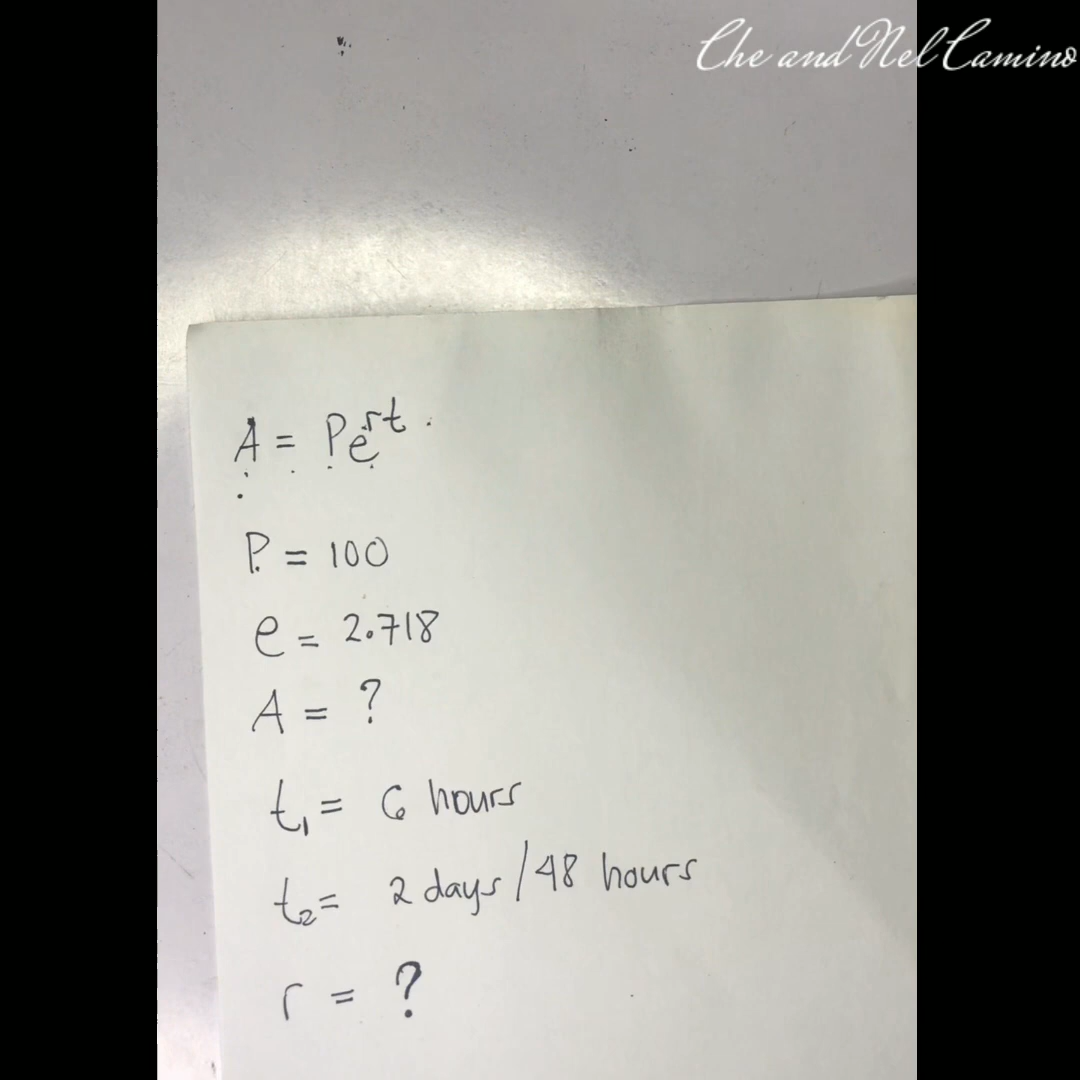 Che and Nel Camino
A = Pe^rt.
P. = 100
e = 2.718
A = ?
t₁ = 6 hours
t₂ = 2 days/48 hours
r = ?